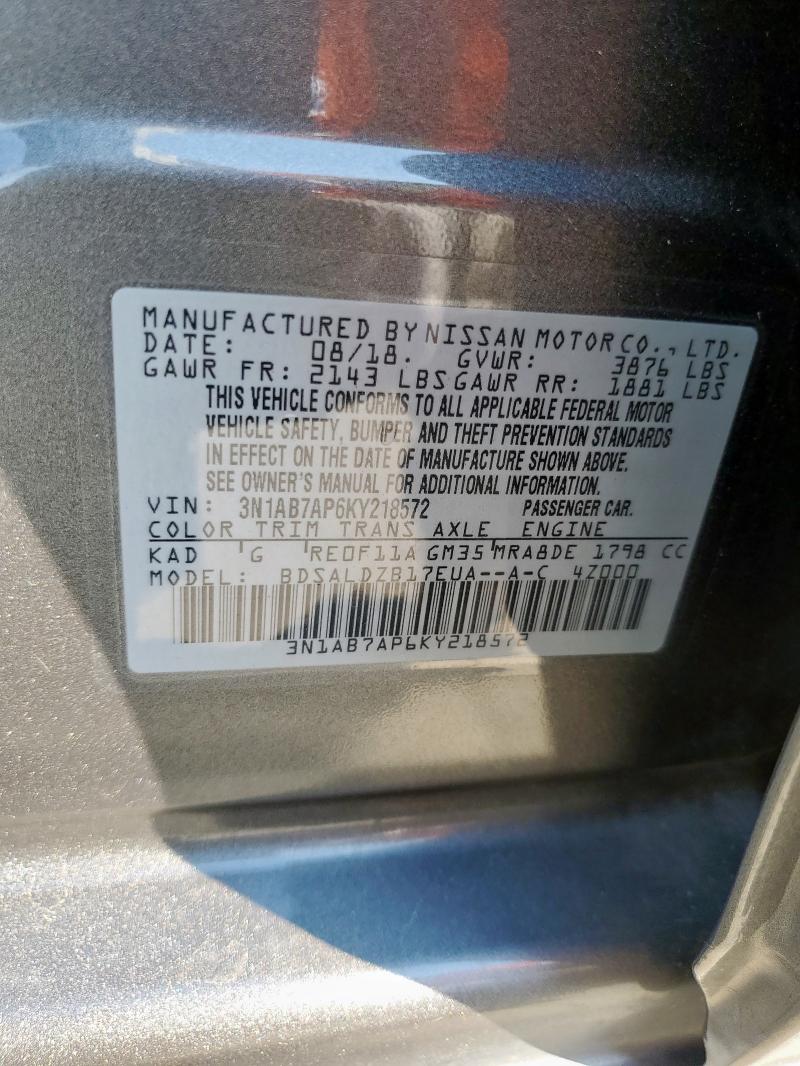 MANUFACTURED BY NISSAN MOTOR CO., LTD.
DATE: 08/18. GVWR: 3876 LBS
GAWR FR: 2143 LBS GAWR RR: 1881 LBS
THIS VEHICLE CONFORMS TO ALL APPLICABLE FEDERAL MOTOR
VEHICLE SAFETY, BUMPER AND THEFT PREVENTION STANDARDS
IN EFFECT ON THE DATE OF MANUFACTURE SHOWN ABOVE.
SEE OWNER'S MANUAL FOR ADDITIONAL INFORMATION.
VIN: 3N1AB7AP6KY218572 PASSENGER CAR.
COLOR TRIM TRANS AXLE ENGINE
KAD G RE0F11A GM35 MRA8DE 1798 CC
MODEL: BDSALDZB17EUA--A-C 4Z000
3N1AB7AP6KY218572